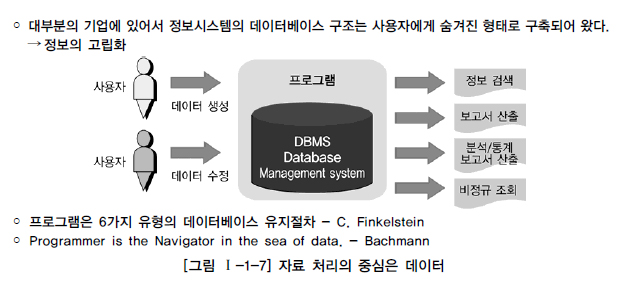 ○ 대부분의 기업에 있어서 정보시스템의 데이터베이스 구조는 사용자에게 숨겨진 형태로 구축되어 왔다.
→ 정보의 고립화
사용자
데이터 생성
사용자
데이터 수정
프로그램
DBMS
Database
Management system
정보 검색
보고서 산출
분석/통계
보고서 산출
비정규 조회
○ 프로그램은 6가지 유형의 데이터베이스 유지절차 - C. Finkelstein
○ Programmer is the Navigator in the sea of data. - Bachmann
[그림 Ⅰ-1-7] 자료 처리의 중심은 데이터